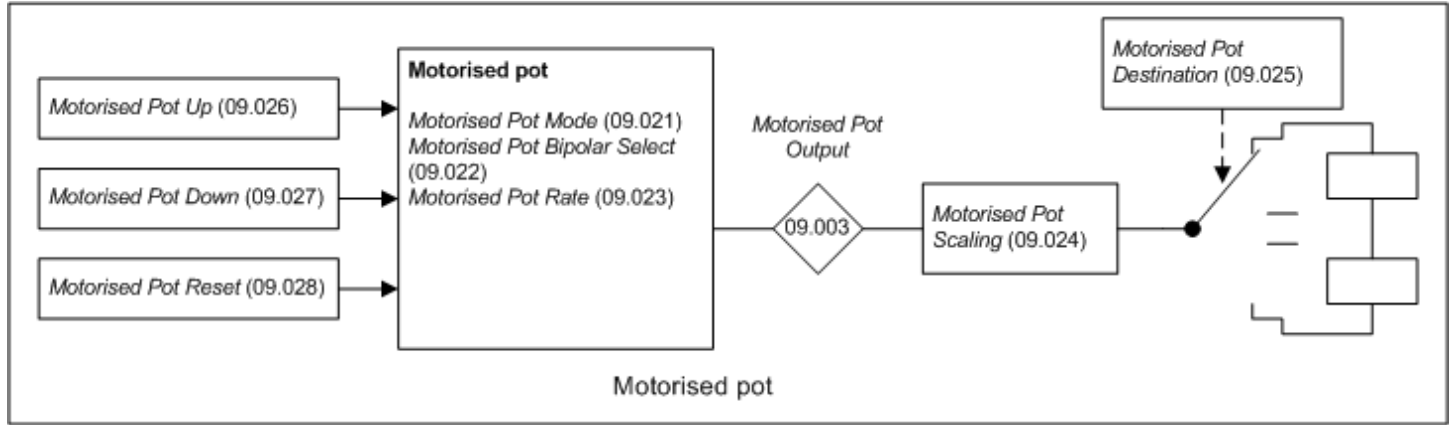 Motorised Pot Up (09.026)
Motorised Pot Down (09.027)
Motorised Pot Reset (09.028)
Motorised pot
Motorised Pot Mode (09.021)
Motorised Pot Bipolar Select
(09.022)
Motorised Pot Rate (09.023)
Motorised Pot
Output
09.003
Motorised Pot
Scaling (09.024)
Motorised Pot
Destination (09.025)
Motorised pot